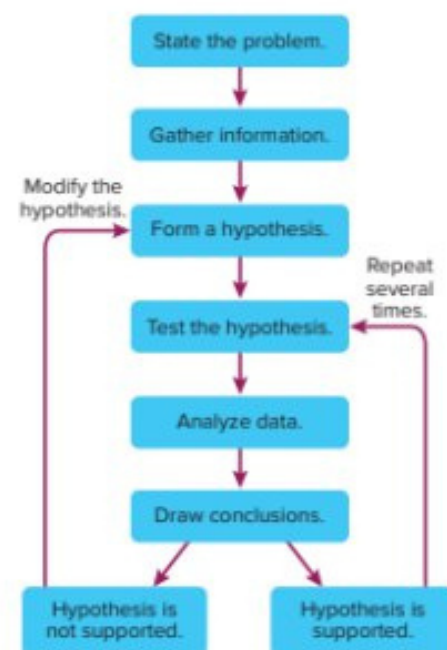 State the problem.
Gather information.
Modify the
hypothesis.
Form a hypothesis.
Repeat
several
times.
Test the hypothesis.
Analyze data.
Draw conclusions.
Hypothesis is
not supported.
Hypothesis is
supported.